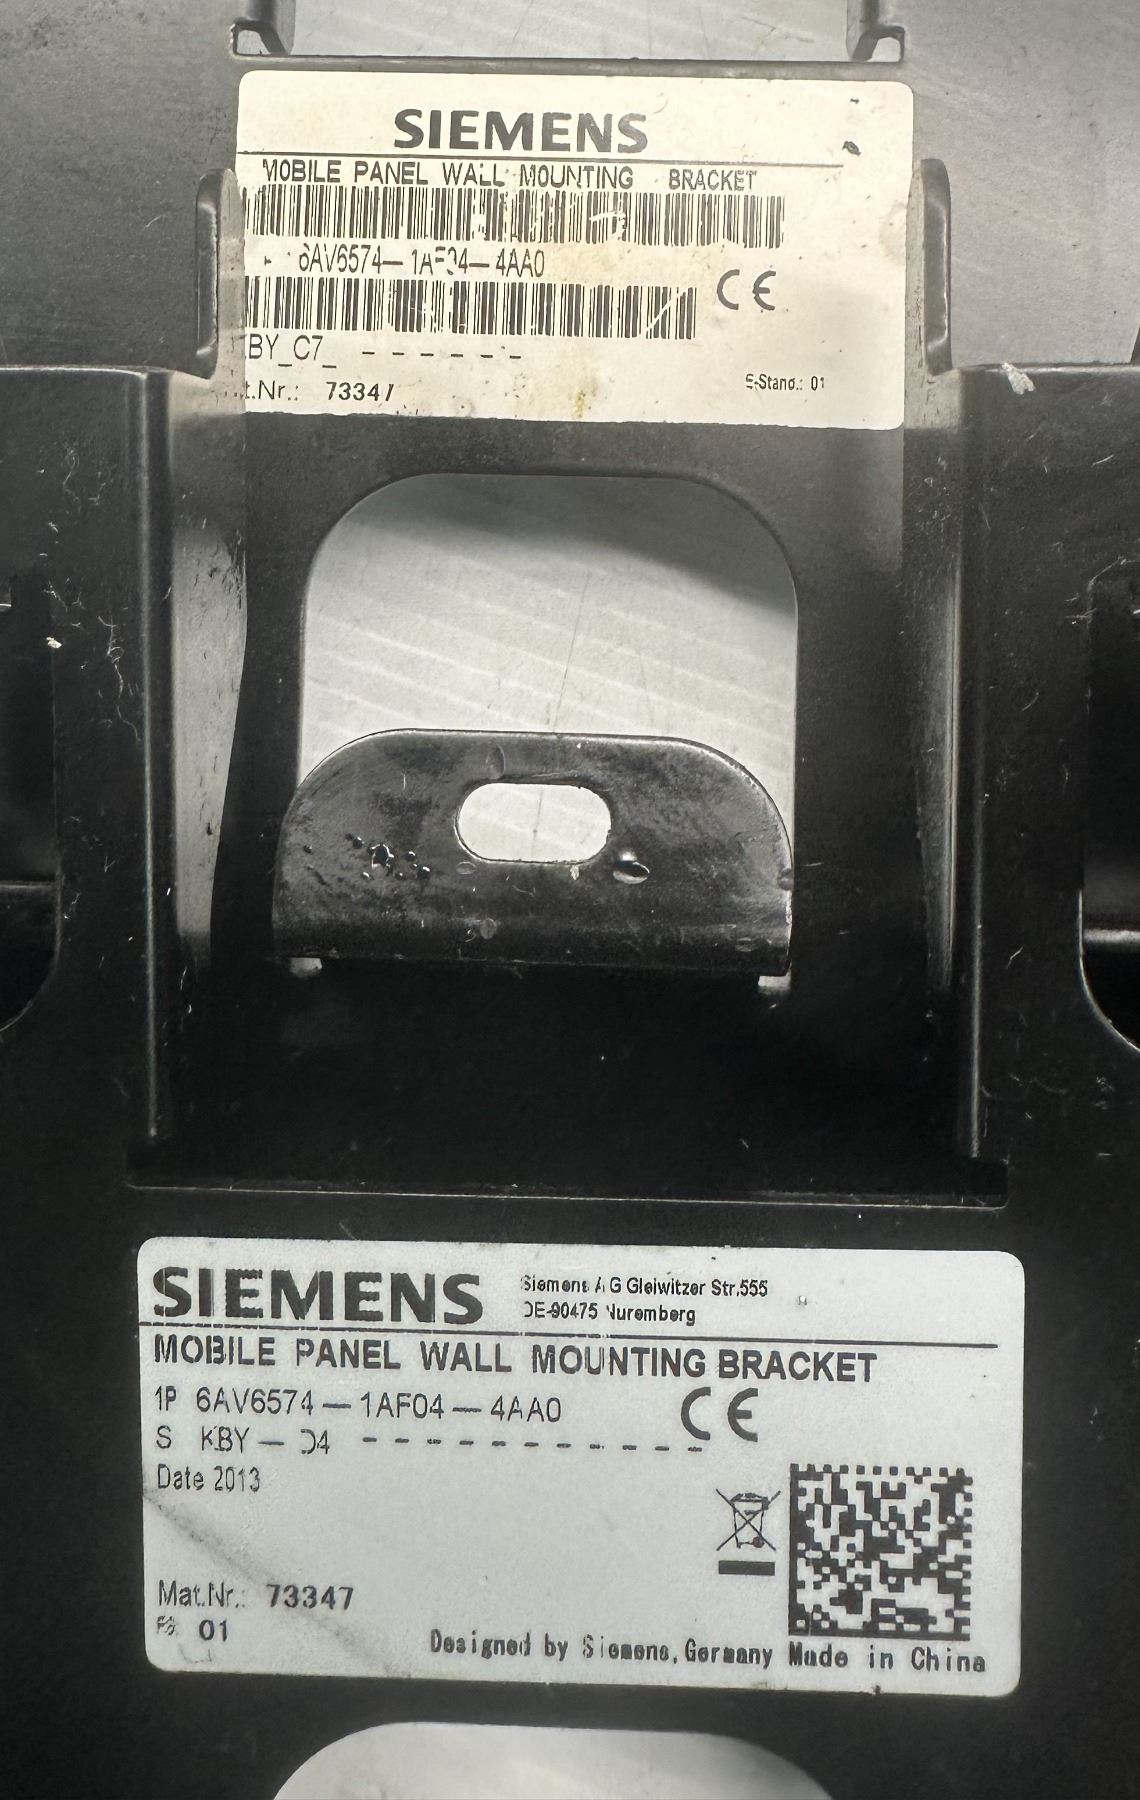 SIEMENS
MOBILE PANEL WALL MOUNTING BRACKET
6AV6574-1AF04-4AA0
CE
BY_C7_ - - - - - - -
t.Nr.: 73347
E-Stand.: 01
SIEMENS
Siemens AG Gleiwitzer Str.555
DE-90475 Nuremberg
MOBILE PANEL WALL MOUNTING BRACKET
1P 6AV6574-1AF04-4AA0
CE
S KBY - D4 - - - - - - - - - - - -
Date 2013
Mat.Nr.: 73347
01
Designed by Siemens, Germany Made in China